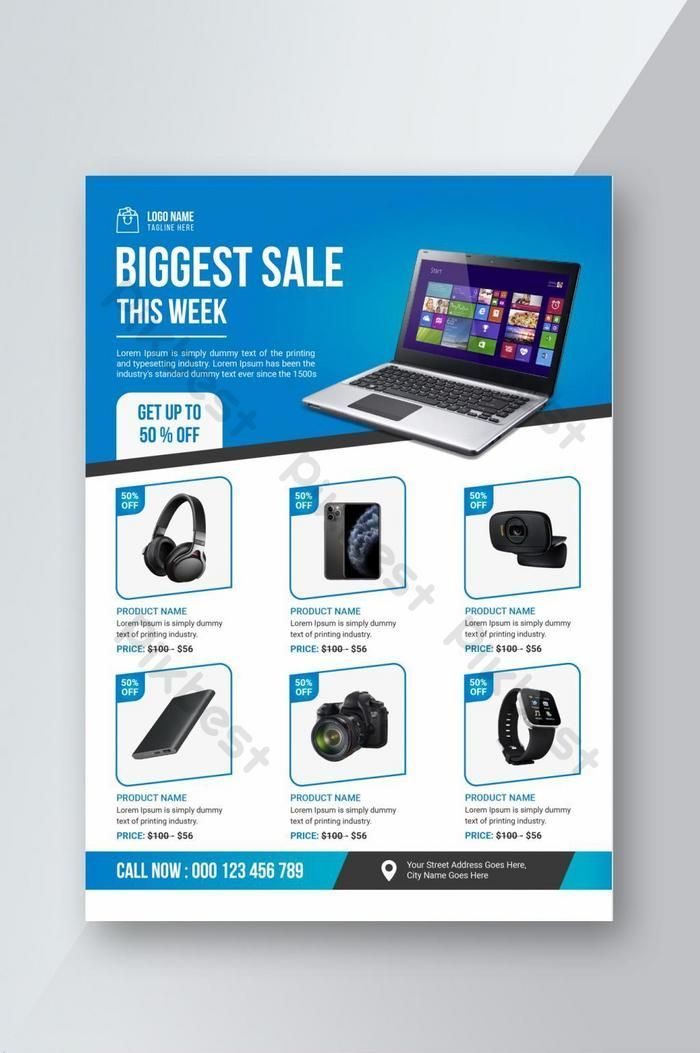 LOGO NAME
TAGLINE HERE
BIGGEST SALE
THIS WEEK
Lorem Ipsum is simply dummy text of the printing
and typesetting industry. Lorem Ipsum has been the
industry's standard dummy text ever since the 1500s
GET UP TO
50 % OFF
Start
50%
OFF
PRODUCT NAME
Lorem Ipsum is simply dummy
text of printing industry.
PRICE: $100 - $56
50%
OFF
PRODUCT NAME
Lorem Ipsum is simply dummy
text of printing industry.
PRICE: $100 - $56
50%
OFF
PRODUCT NAME
Lorem Ipsum is simply dummy
text of printing industry.
PRICE: $100 - $56
50%
OFF
PRODUCT NAME
Lorem Ipsum is simply dummy
text of printing industry.
PRICE: $100 - $56
50%
OFF
PRODUCT NAME
Lorem Ipsum is simply dummy
text of printing industry.
PRICE: $100 - $56
50%
OFF
PRODUCT NAME
Lorem Ipsum is simply dummy
text of printing industry.
PRICE: $100 - $56
CALL NOW : 000 123 456 789
Your Street Address Goes Here,
City Name Goes Here
pikbest
pikbest
pikbest
pikbest